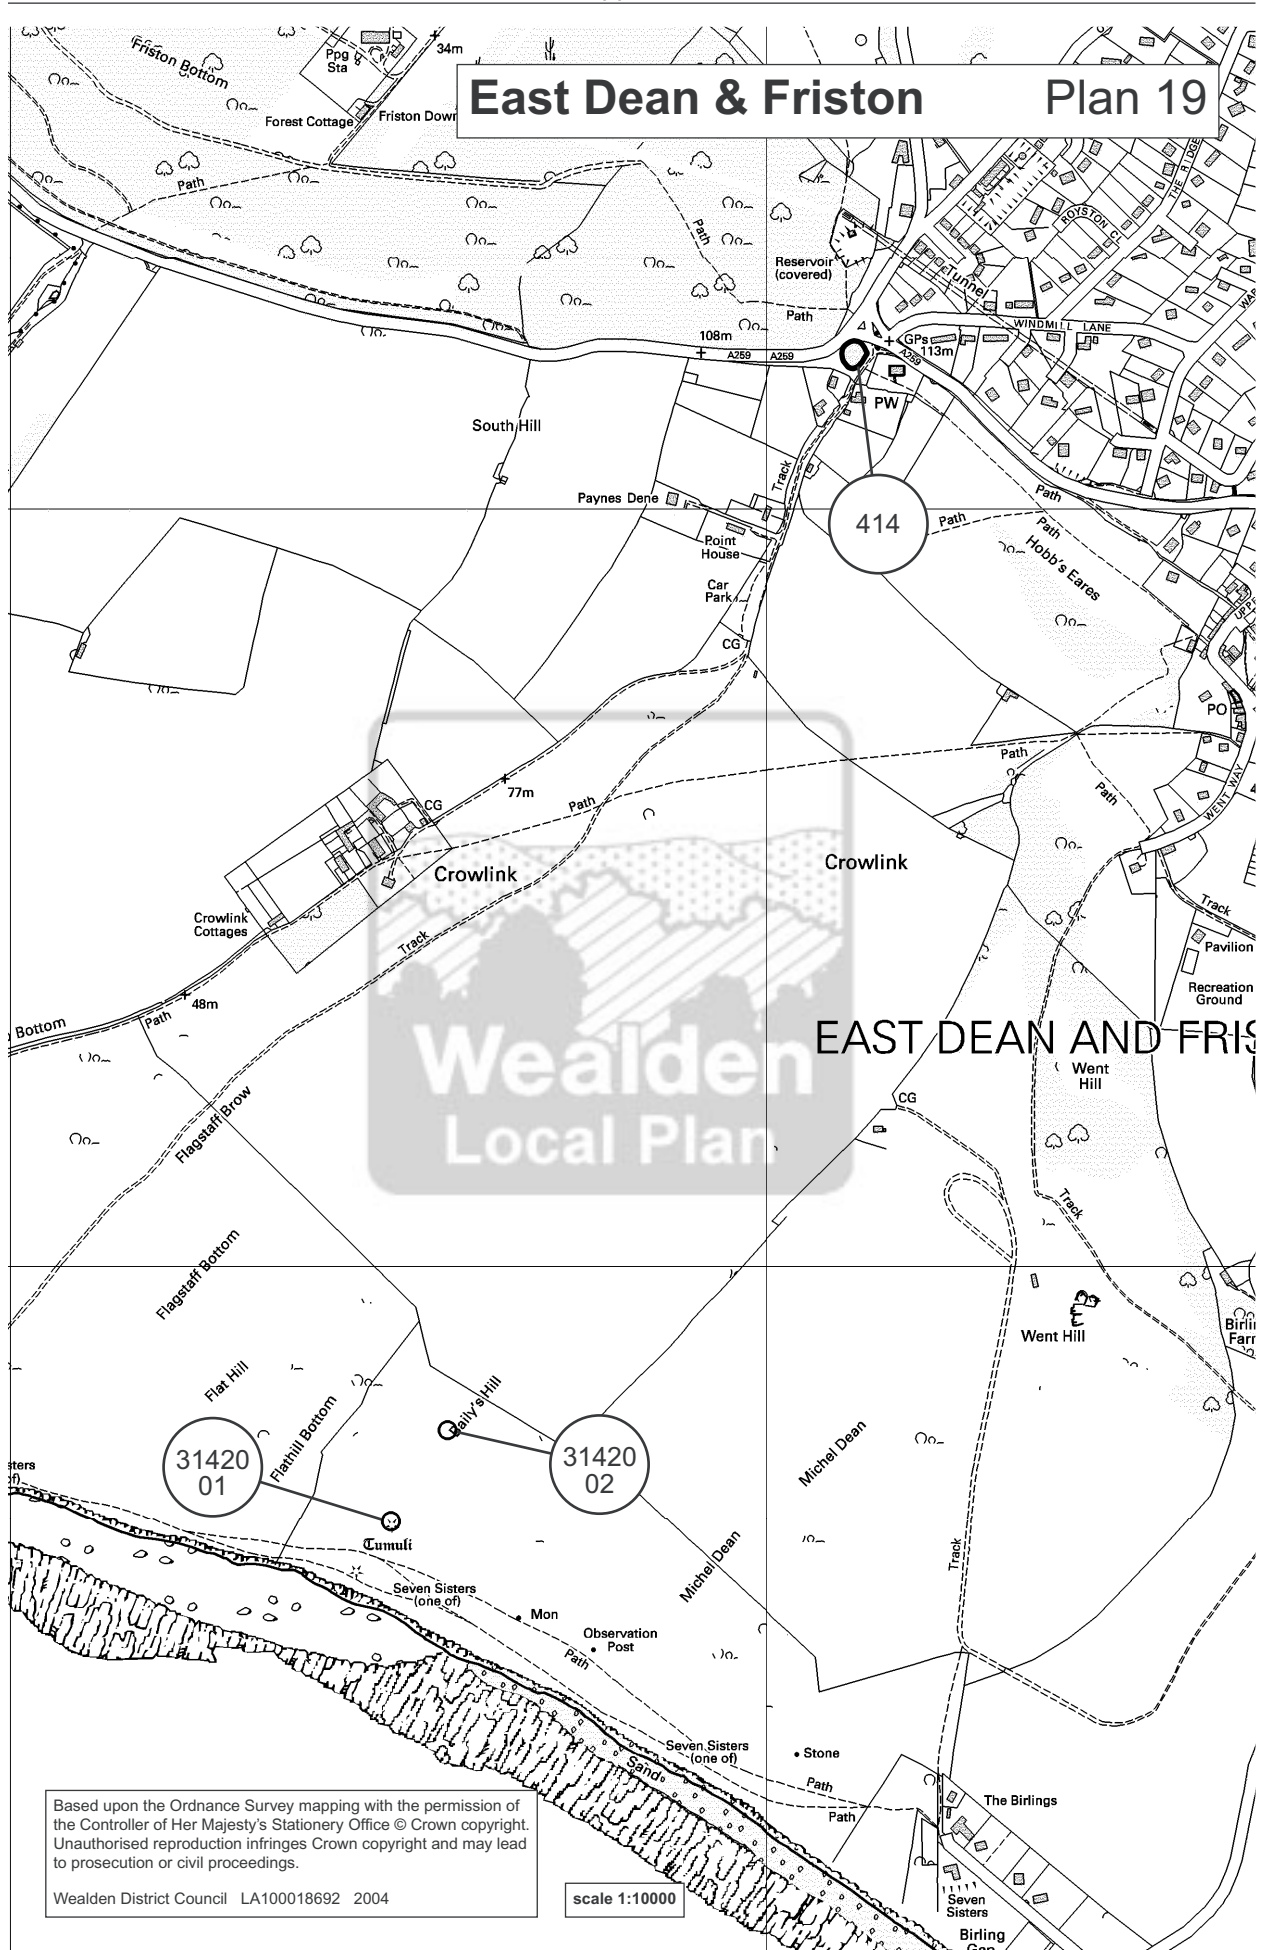 East Dean & Friston Plan 19
Friston Bottom
Ppg
Sta
34m
Forest Cottage
Friston Down
Path
Path
THE RIDGE
ROYSTON CL
Reservoir
(covered)
Tunnel
Path
WINDMILL LANE
108m
A259
A259
GPs
113m
A259
South Hill
PW
Track
Paynes Dene
414
Path
Path
Path
Point
House
Hobb's Eares
Car
Park
CG
PO
Path
WENT WAY
77m
Path
Path
CG
Crowlink
Crowlink
Crowlink
Cottages
Track
Track
Pavilion
Recreation
Ground
48m
Path
Bottom
Wealden
Local Plan
EAST DEAN AND FRIS
Went
Hill
CG
Flagstaff Brow
Track
Flagstaff Bottom
Went Hill
Flat Hill
Flathill Bottom
Baily's Hill
Michel Dean
31420
01
31420
02
Tumuli
Michel Dean
Track
Seven Sisters
(one of)
Mon
Observation
Post
Path
Seven Sisters
(one of)
Stone
Sand
Path
Path
The Birlings
Based upon the Ordnance Survey mapping with the permission of
the Controller of Her Majesty's Stationery Office © Crown copyright.
Unauthorised reproduction infringes Crown copyright and may lead
to prosecution or civil proceedings.
Wealden District Council LA100018692 2004
scale 1:10000
Seven
Sisters
Birling